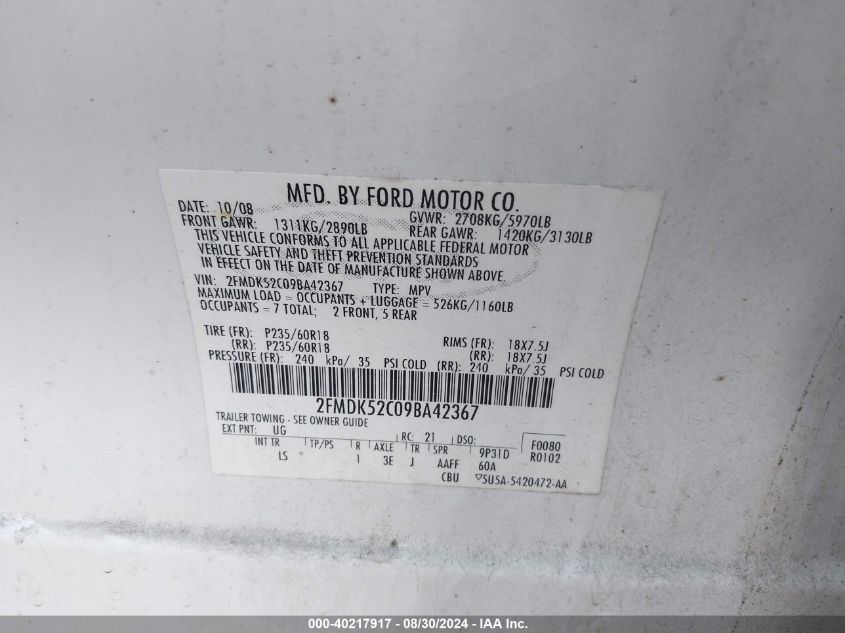 MFD. BY FORD MOTOR CO.
DATE: 10/08 GVWR: 2708KG/5970LB
FRONT GAWR: 1311KG/2890LB REAR GAWR: 1420KG/3130LB
THIS VEHICLE CONFORMS TO ALL APPLICABLE FEDERAL MOTOR
VEHICLE SAFETY AND THEFT PREVENTION STANDARDS
IN EFFECT ON THE DATE OF MANUFACTURE SHOWN ABOVE
VIN: 2FMDK52C09BA42367 TYPE: MPV
MAXIMUM LOAD = OCCUPANTS + LUGGAGE = 526KG/1160LB
OCCUPANTS = 7 TOTAL; 2 FRONT, 5 REAR
TIRE (FR): P235/60R18 RIMS (FR): 18X7.5J
(RR): P235/60R18 (RR): 18X7.5J
PRESSURE (FR): 240 kPa/ 35 PSI COLD (RR): 240 kPa/ 35 PSI COLD
2FMDK52C09BA42367
TRAILER TOWING - SEE OWNER GUIDE
EXT PNT: UG RC: 21 DSO: F0080
INT TR TP/PS R AXLE TR SPR 9P31D R0102
LS 1 3E J AAFF 60A
CBU ▽5U5A-5420472-AA
000-40217917 - 08/30/2024 - IAA Inc.